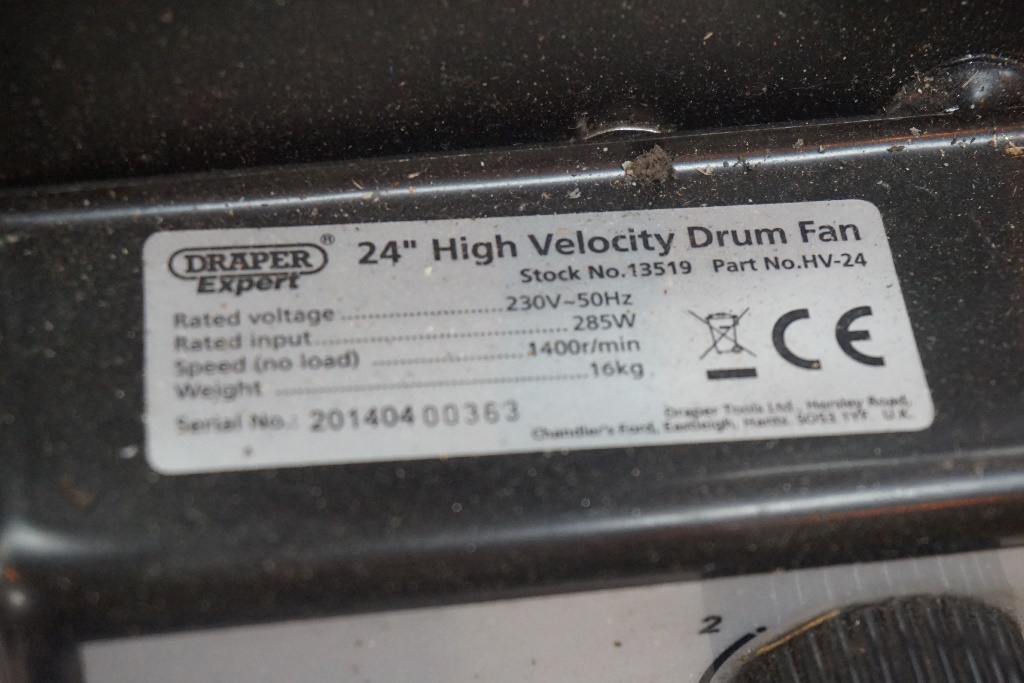 DRAPER®
Expert
24" High Velocity Drum Fan
Stock No.13519 Part No.HV-24
Rated voltage ........................ 230V~50Hz
Rated input ........................ 285W
Speed (no load) ........................ 1400r/min
Weight ........................ 16kg
CE
Serial No.: 20140400363
Draper Tools Ltd., Hursley Road,
Chandler's Ford, Eastleigh, Hants. SO53 1YF U.K.
2